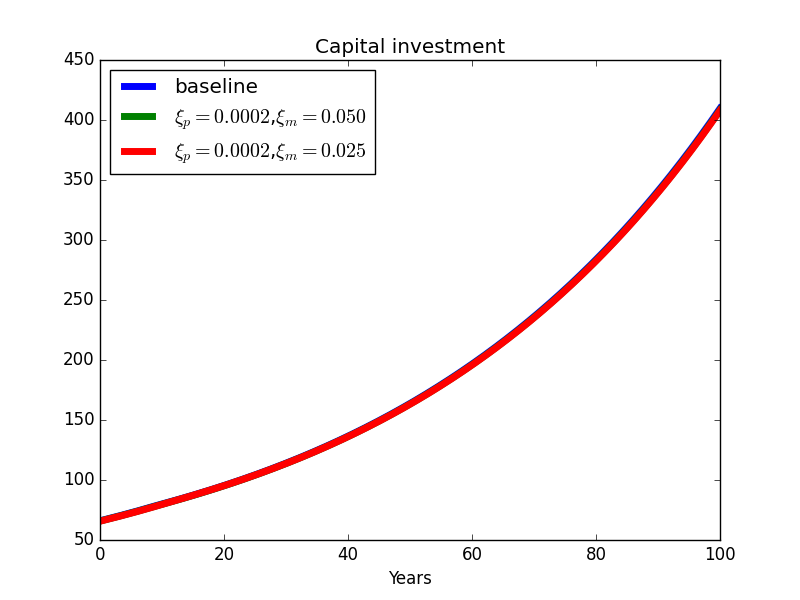 Capital investment
450
400
350
300
250
200
150
100
50
baseline
ξₚ = 0.0002,ξₘ = 0.050
ξₚ = 0.0002,ξₘ = 0.025
0 20 40 60 80 100
Years